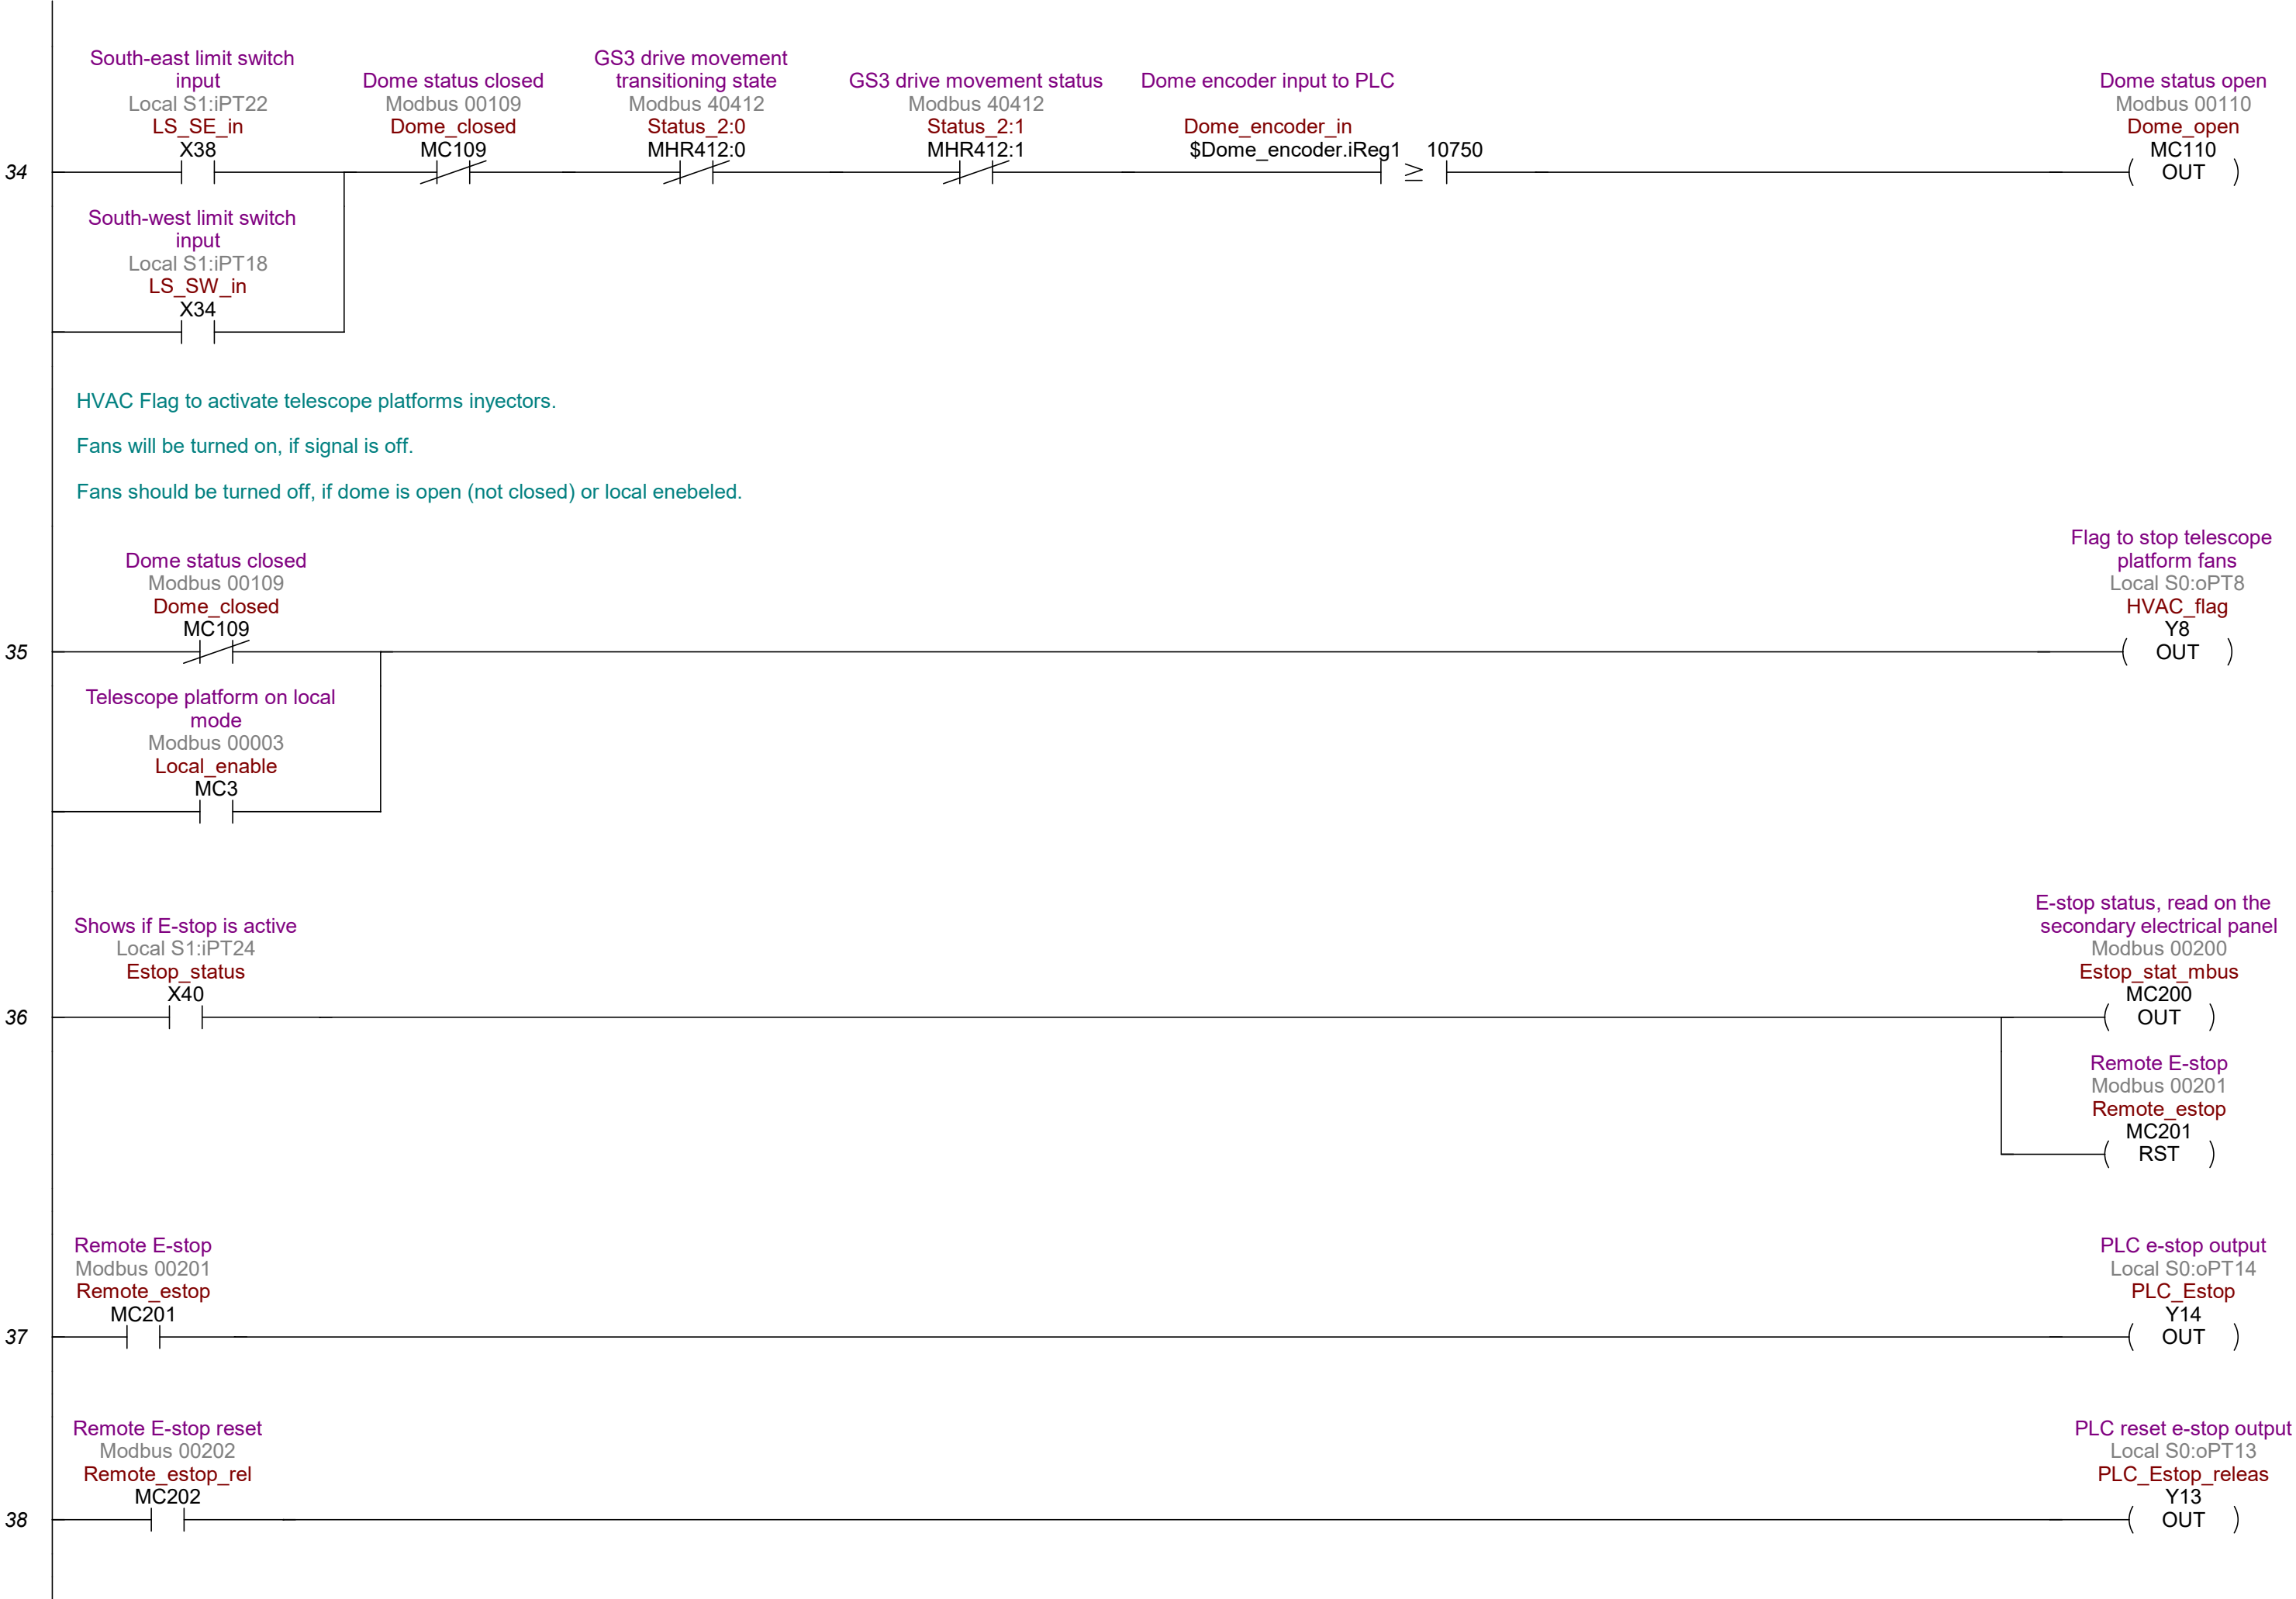 South-east limit switch
input
Local S1:iPT22
LS_SE_in
X38
Dome status closed
Modbus 00109
Dome_closed
MC109
GS3 drive movement
transitioning state
Modbus 40412
Status_2:0
MHR412:0
GS3 drive movement status
Modbus 40412
Status_2:1
MHR412:1
Dome encoder input to PLC
Dome_encoder_in
$Dome_encoder.iReg1 ≥ 10750
Dome status open
Modbus 00110
Dome_open
MC110
OUT
34
South-west limit switch
input
Local S1:iPT18
LS_SW_in
X34
HVAC Flag to activate telescope platforms inyectors.
Fans will be turned on, if signal is off.
Fans should be turned off, if dome is open (not closed) or local enebeled.
Dome status closed
Modbus 00109
Dome_closed
MC109
Flag to stop telescope
platform fans
Local S0:oPT8
HVAC_flag
Y8
OUT
35
Telescope platform on local
mode
Modbus 00003
Local_enable
MC3
Shows if E-stop is active
Local S1:iPT24
Estop_status
X40
E-stop status, read on the
secondary electrical panel
Modbus 00200
Estop_stat_mbus
MC200
OUT
36
Remote E-stop
Modbus 00201
Remote_estop
MC201
RST
Remote E-stop
Modbus 00201
Remote_estop
MC201
PLC e-stop output
Local S0:oPT14
PLC_Estop
Y14
OUT
37
Remote E-stop reset
Modbus 00202
Remote_estop_rel
MC202
PLC reset e-stop output
Local S0:oPT13
PLC_Estop_releas
Y13
OUT
38